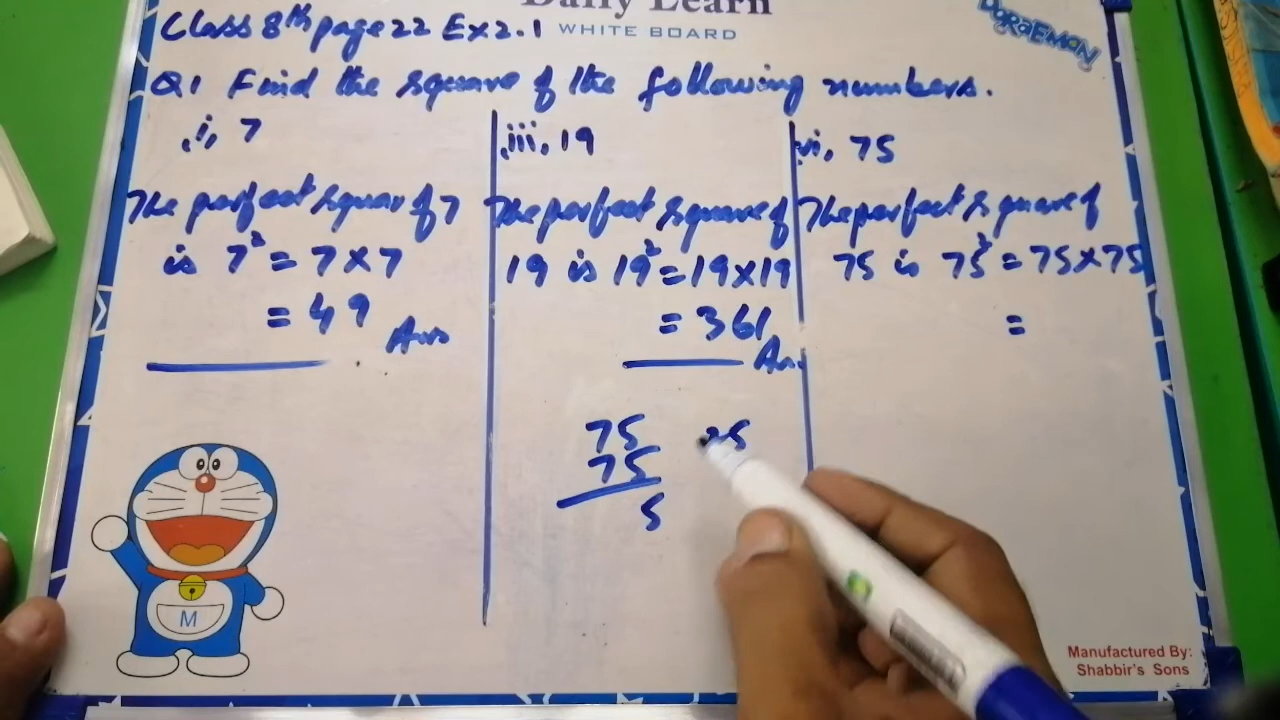 Daily Learn
WHITE BOARD
DORAEMON
Class 8th page 22 Ex 2.1
Q1 Find the square of the following numbers.
i, 7
The perfect squar of 7
is 7² = 7×7
= 49 Ans
iii, 19
The perfect square of
19 is 19² = 19×19
= 361
An.
vi, 75
The perfect square of
75 is 75² = 75×75
=
75
75
5
25
M
Manufactured By:
Shabbir's Sons